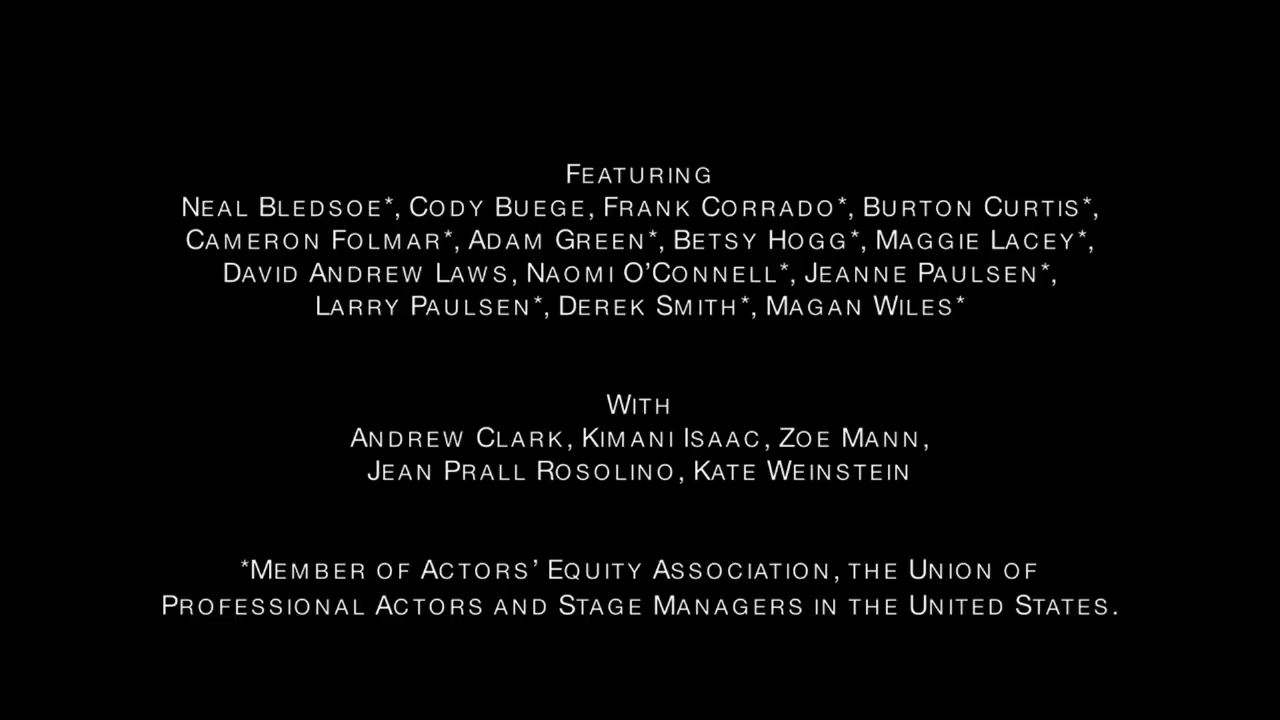 FEATURING
NEAL BLEDSOE*, CODY BUEGE, FRANK CORRADO*, BURTON CURTIS*,
CAMERON FOLMAR*, ADAM GREEN*, BETSY HOGG*, MAGGIE LACEY*,
DAVID ANDREW LAWS, NAOMI O'CONNELL*, JEANNE PAULSEN*,
LARRY PAULSEN*, DEREK SMITH*, MAGAN WILES*
WITH
ANDREW CLARK, KIMANI ISAAC, ZOE MANN,
JEAN PRALL ROSOLINO, KATE WEINSTEIN
*MEMBER OF ACTORS' EQUITY ASSOCIATION, THE UNION OF
PROFESSIONAL ACTORS AND STAGE MANAGERS IN THE UNITED STATES.